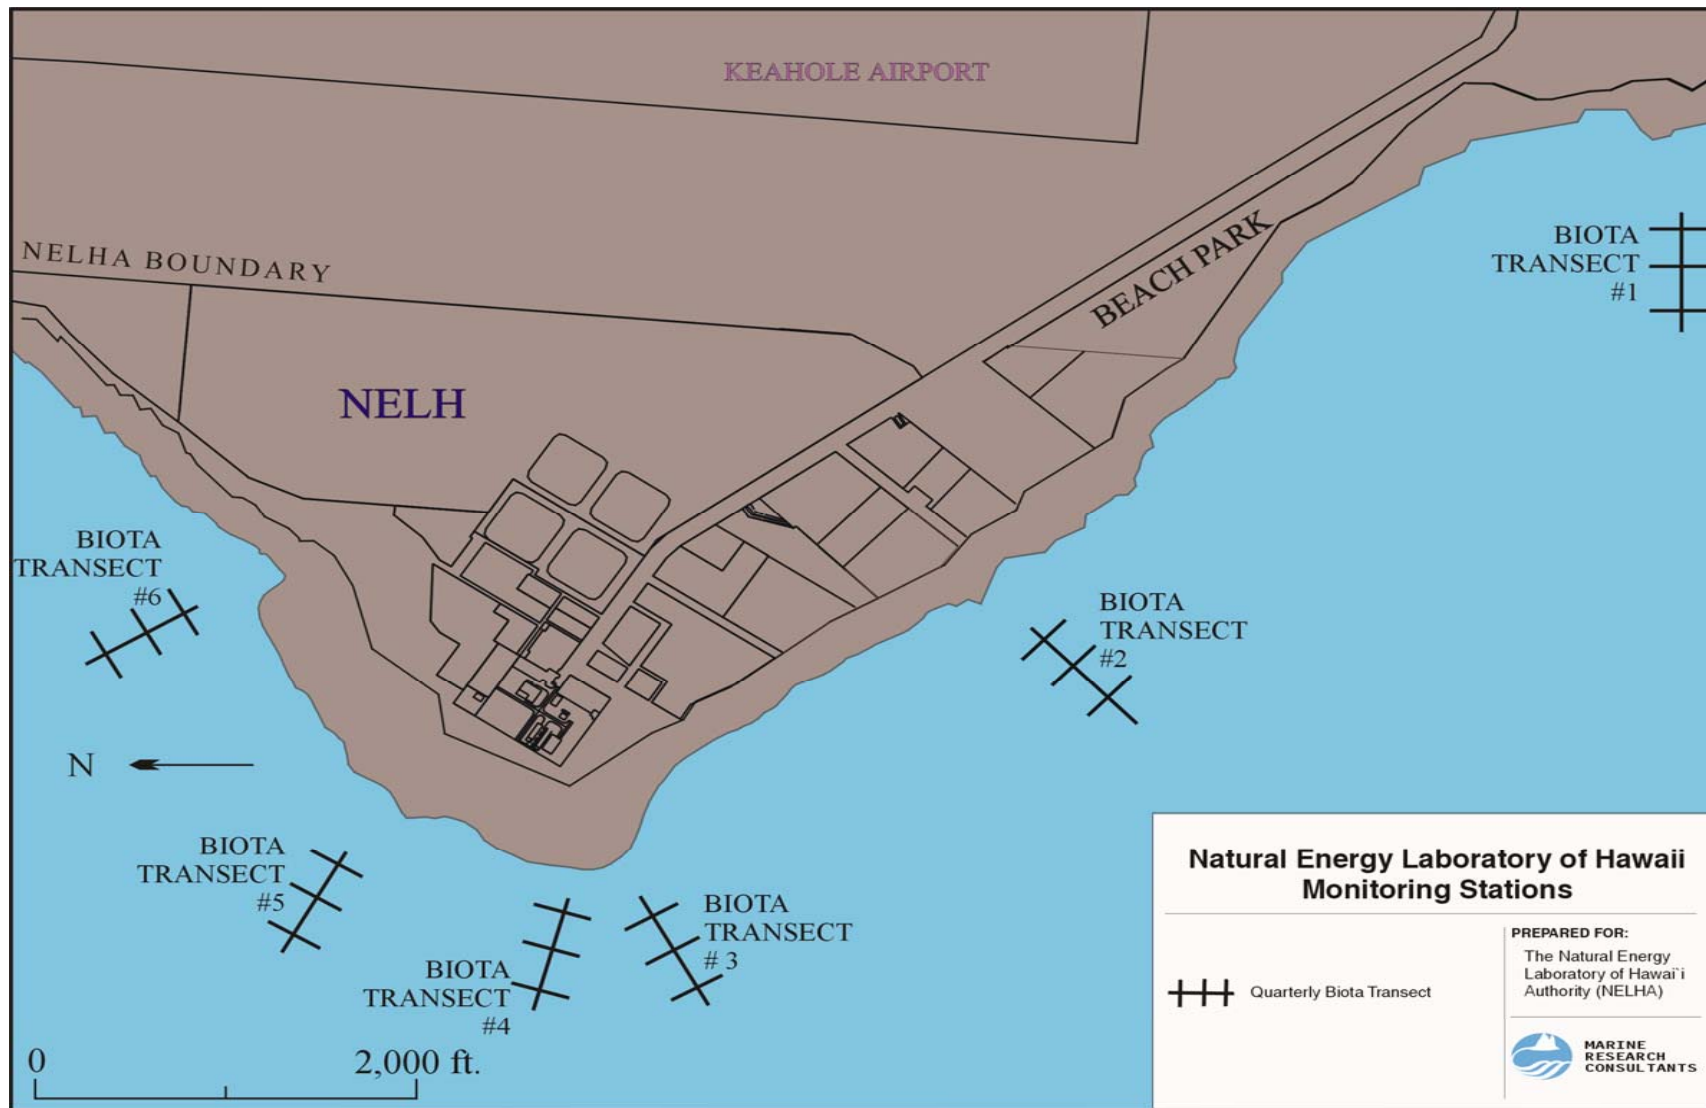 KEAHOLE AIRPORT
NELHA BOUNDARY
BEACH PARK
BIOTA
TRANSECT
#1
NELH
BIOTA
TRANSECT
#6
BIOTA
TRANSECT
#2
N
BIOTA
TRANSECT
#5
BIOTA
TRANSECT
# 3
BIOTA
TRANSECT
#4
0
2,000 ft.
Natural Energy Laboratory of Hawaii
Monitoring Stations
Quarterly Biota Transect
PREPARED FOR:
The Natural Energy
Laboratory of Hawai`i
Authority (NELHA)
MARINE
RESEARCH
CONSULTANTS